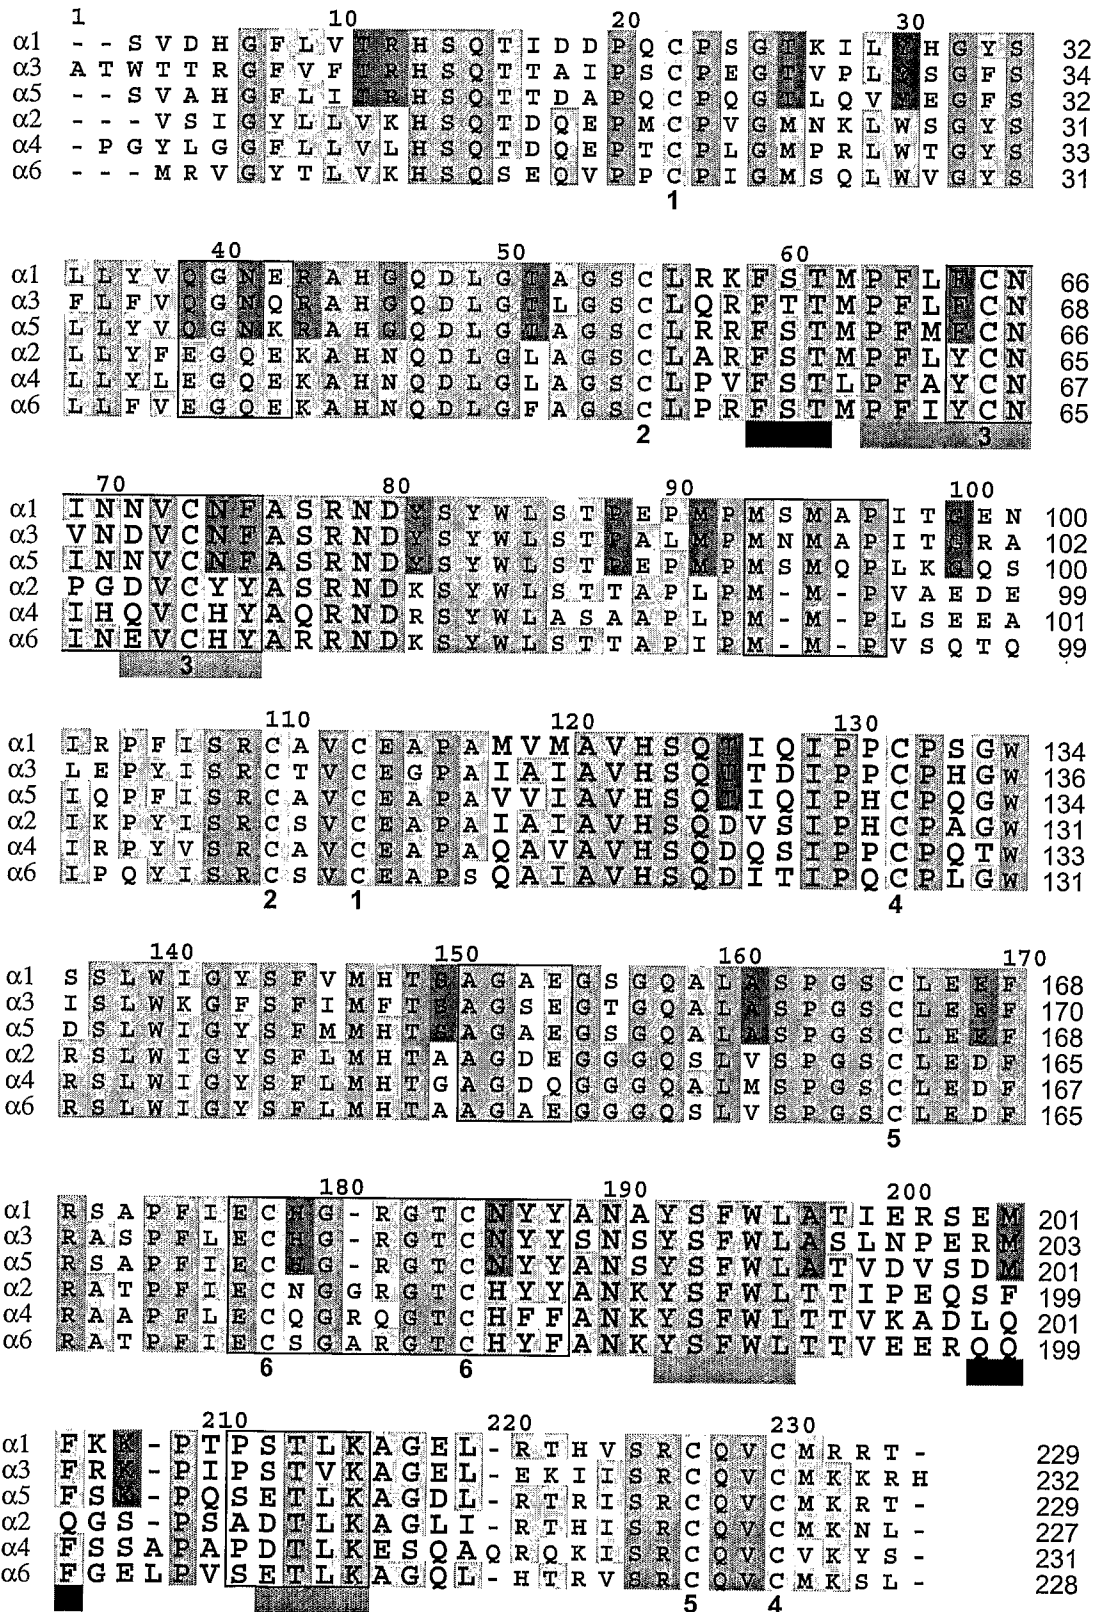 1 10 20 30
α1 - - S V D H G F L V T R H S Q T I D D P Q C P S G T K I L Y H G Y S 32
α3 A T W T T R G F V F T R H S Q T T A I P S C P E G T V P L Y S G F S 34
α5 - - S V A H G F L I T R H S Q T T D A P Q C P Q G T L Q V M E G F S 32
α2 - - - V S I G Y L L V K H S Q T D Q E P M C P V G M N K L W S G Y S 31
α4 - P G Y L G G F L L V L H S Q T D Q E P T C P L G M P R L W T G Y S 33
α6 - - - M R V G Y T L V K H S Q S E Q V P P C P I G M S Q L W V G Y S 31
1
40 50 60
α1 L L Y V Q G N E R A H G Q D L G T A G S C L R K F S T M P F L F C N 66
α3 F L F V Q G N Q R A H G Q D L G T L G S C L Q R F T T M P F L F C N 68
α5 L L Y V Q G N K R A H G Q D L G T A G S C L R R F S T M P F M F C N 66
α2 L L Y F E G Q E K A H N Q D L G L A G S C L A R F S T M P F L Y C N 65
α4 L L Y L E G Q E K A H N Q D L G L A G S C L P V F S T L P F A Y C N 67
α6 L L F V E G Q E K A H N Q D L G F A G S C L P R F S T M P F I Y C N 65
2 3
70 80 90 100
α1 I N N V C N F A S R N D Y S Y W L S T P E P M P M S M A P I T G E N 100
α3 V N D V C N F A S R N D Y S Y W L S T P A L M P M N M A P I T G R A 102
α5 I N N V C N F A S R N D Y S Y W L S T P E P M P M S M Q P L K G Q S 100
α2 P G D V C Y Y A S R N D K S Y W L S T T A P L P M - M - P V A E D E 99
α4 I H Q V C H Y A Q R N D R S Y W L A S A A P L P M - M - P L S E E A 101
α6 I N E V C H Y A R R N D K S Y W L S T T A P I P M - M - P V S Q T Q 99
3
110 120 130
α1 I R P F I S R C A V C E A P A M V M A V H S Q T I Q I P P C P S G W 134
α3 L E P Y I S R C T V C E G P A I A I A V H S Q T T D I P P C P H G W 136
α5 I Q P F I S R C A V C E A P A V V I A V H S Q T I Q I P H C P Q G W 134
α2 I K P Y I S R C S V C E A P A I A I A V H S Q D V S I P H C P A G W 131
α4 I R P Y V S R C A V C E A P A Q A V A V H S Q D Q S I P P C P Q T W 133
α6 I P Q Y I S R C S V C E A P S Q A I A V H S Q D I T I P Q C P L G W 131
2 1 4
140 150 160 170
α1 S S L W I G Y S F V M H T S A G A E G S G Q A L A S P G S C L E E F 168
α3 I S L W K G F S F I M F T S A G S E G T G Q A L A S P G S C L E E F 170
α5 D S L W I G Y S F M M H T S A G A E G S G Q A L A S P G S C L E E F 168
α2 R S L W I G Y S F L M H T A A G D E G G G Q S L V S P G S C L E D F 165
α4 R S L W I G Y S F L M H T G A G D Q G G G Q A L M S P G S C L E D F 167
α6 R S L W I G Y S F L M H T A A G A E G G G Q S L V S P G S C L E D F 165
5
180 190 200
α1 R S A P F I E C H G - R G T C N Y Y A N A Y S F W L A T I E R S E M 201
α3 R A S P F L E C H G - R G T C N Y Y S N S Y S F W L A S L N P E R M 203
α5 R S A P F I E C H G - R G T C N Y Y A N S Y S F W L A T V D V S D M 201
α2 R A T P F I E C N G G R G T C H Y Y A N K Y S F W L T T I P E Q S F 199
α4 R A A P F L E C Q G R Q G T C H F F A N K Y S F W L T T V K A D L Q 201
α6 R A T P F I E C S G A R G T C H Y F A N K Y S F W L T T V E E R Q Q 199
6 6
210 220 230
α1 F K K - P T P S T L K A G E L - R T H V S R C Q V C M R R T - 229
α3 F R K - P I P S T V K A G E L - E K I I S R C Q V C M K K R H 232
α5 F S K - P Q S E T L K A G D L - R T R I S R C Q V C M K R T - 229
α2 Q G S - P S A D T L K A G L I - R T H I S R C Q V C M K N L - 227
α4 F S S A P A P D T L K E S Q A Q R Q K I S R C Q V C V K Y S - 231
α6 F G E L P V S E T L K A G Q L - H T R V S R C Q V C M K S L - 228
5 4